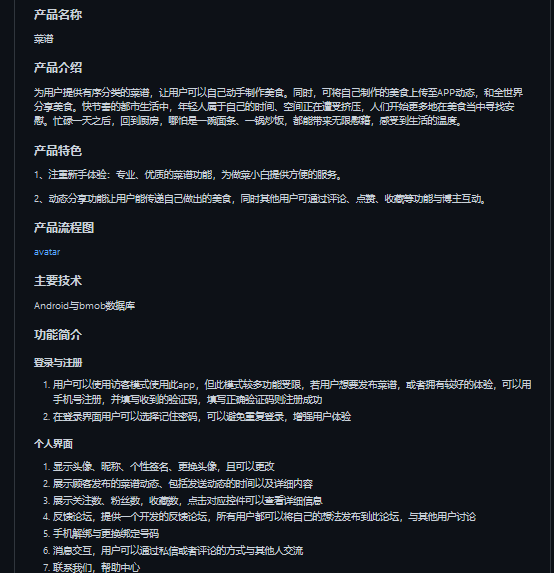 产品名称
菜谱
产品介绍
为用户提供有序分类的菜谱，让用户可以自己动手制作美食。同时，可将自己制作的美食上传至APP动态，和全世界
分享美食。快节奏的都市生活中，年轻人属于自己的时间、空间正在遭受挤压，人们开始更多地在美食当中寻找安
慰。忙碌一天之后，回到厨房，哪怕是一碗面条、一锅炒饭，都能带来无限慰藉，感受到生活的温度。
产品特色
1、注重新手体验：专业、优质的菜谱功能，为做菜小白提供方便的服务。
2、动态分享功能让用户能传递自己做出的美食，同时其他用户可通过评论、点赞、收藏等功能与博主互动。
产品流程图
avatar
主要技术
Android与bmob数据库
功能简介
登录与注册
1. 用户可以使用访客模式使用此app，但此模式较多功能受限，若用户想要发布菜谱，或者拥有较好的体验，可以用
手机号注册，并填写收到的验证码，填写正确验证码则注册成功
2. 在登录界面用户可以选择记住密码，可以避免重复登录，增强用户体验
个人界面
1. 显示头像、昵称、个性签名、更换头像，且可以更改
2. 展示顾客发布的菜谱动态、包括发送动态的时间以及详细内容
3. 展示关注数、粉丝数，收藏数，点击对应控件可以查看详细信息
4. 反馈论坛，提供一个开发的反馈论坛，所有用户都可以将自己的想法发布到此论坛，与其他用户讨论
5. 手机解绑与更换绑定号码
6. 消息交互，用户可以通过私信或者评论的方式与其他人交流
7. 联系我们，帮助中心